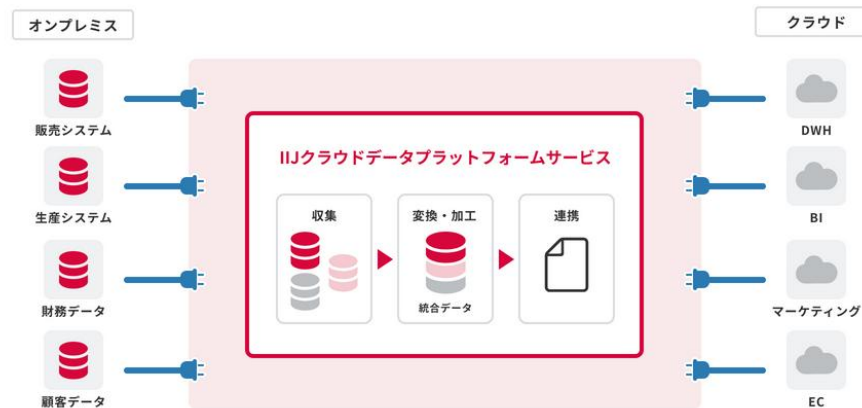 オンプレミス
クラウド
販売システム
生産システム
財務データ
顧客データ
IIJクラウドデータプラットフォームサービス
収集
変換・加工
統合データ
連携
DWH
BI
マーケティング
EC